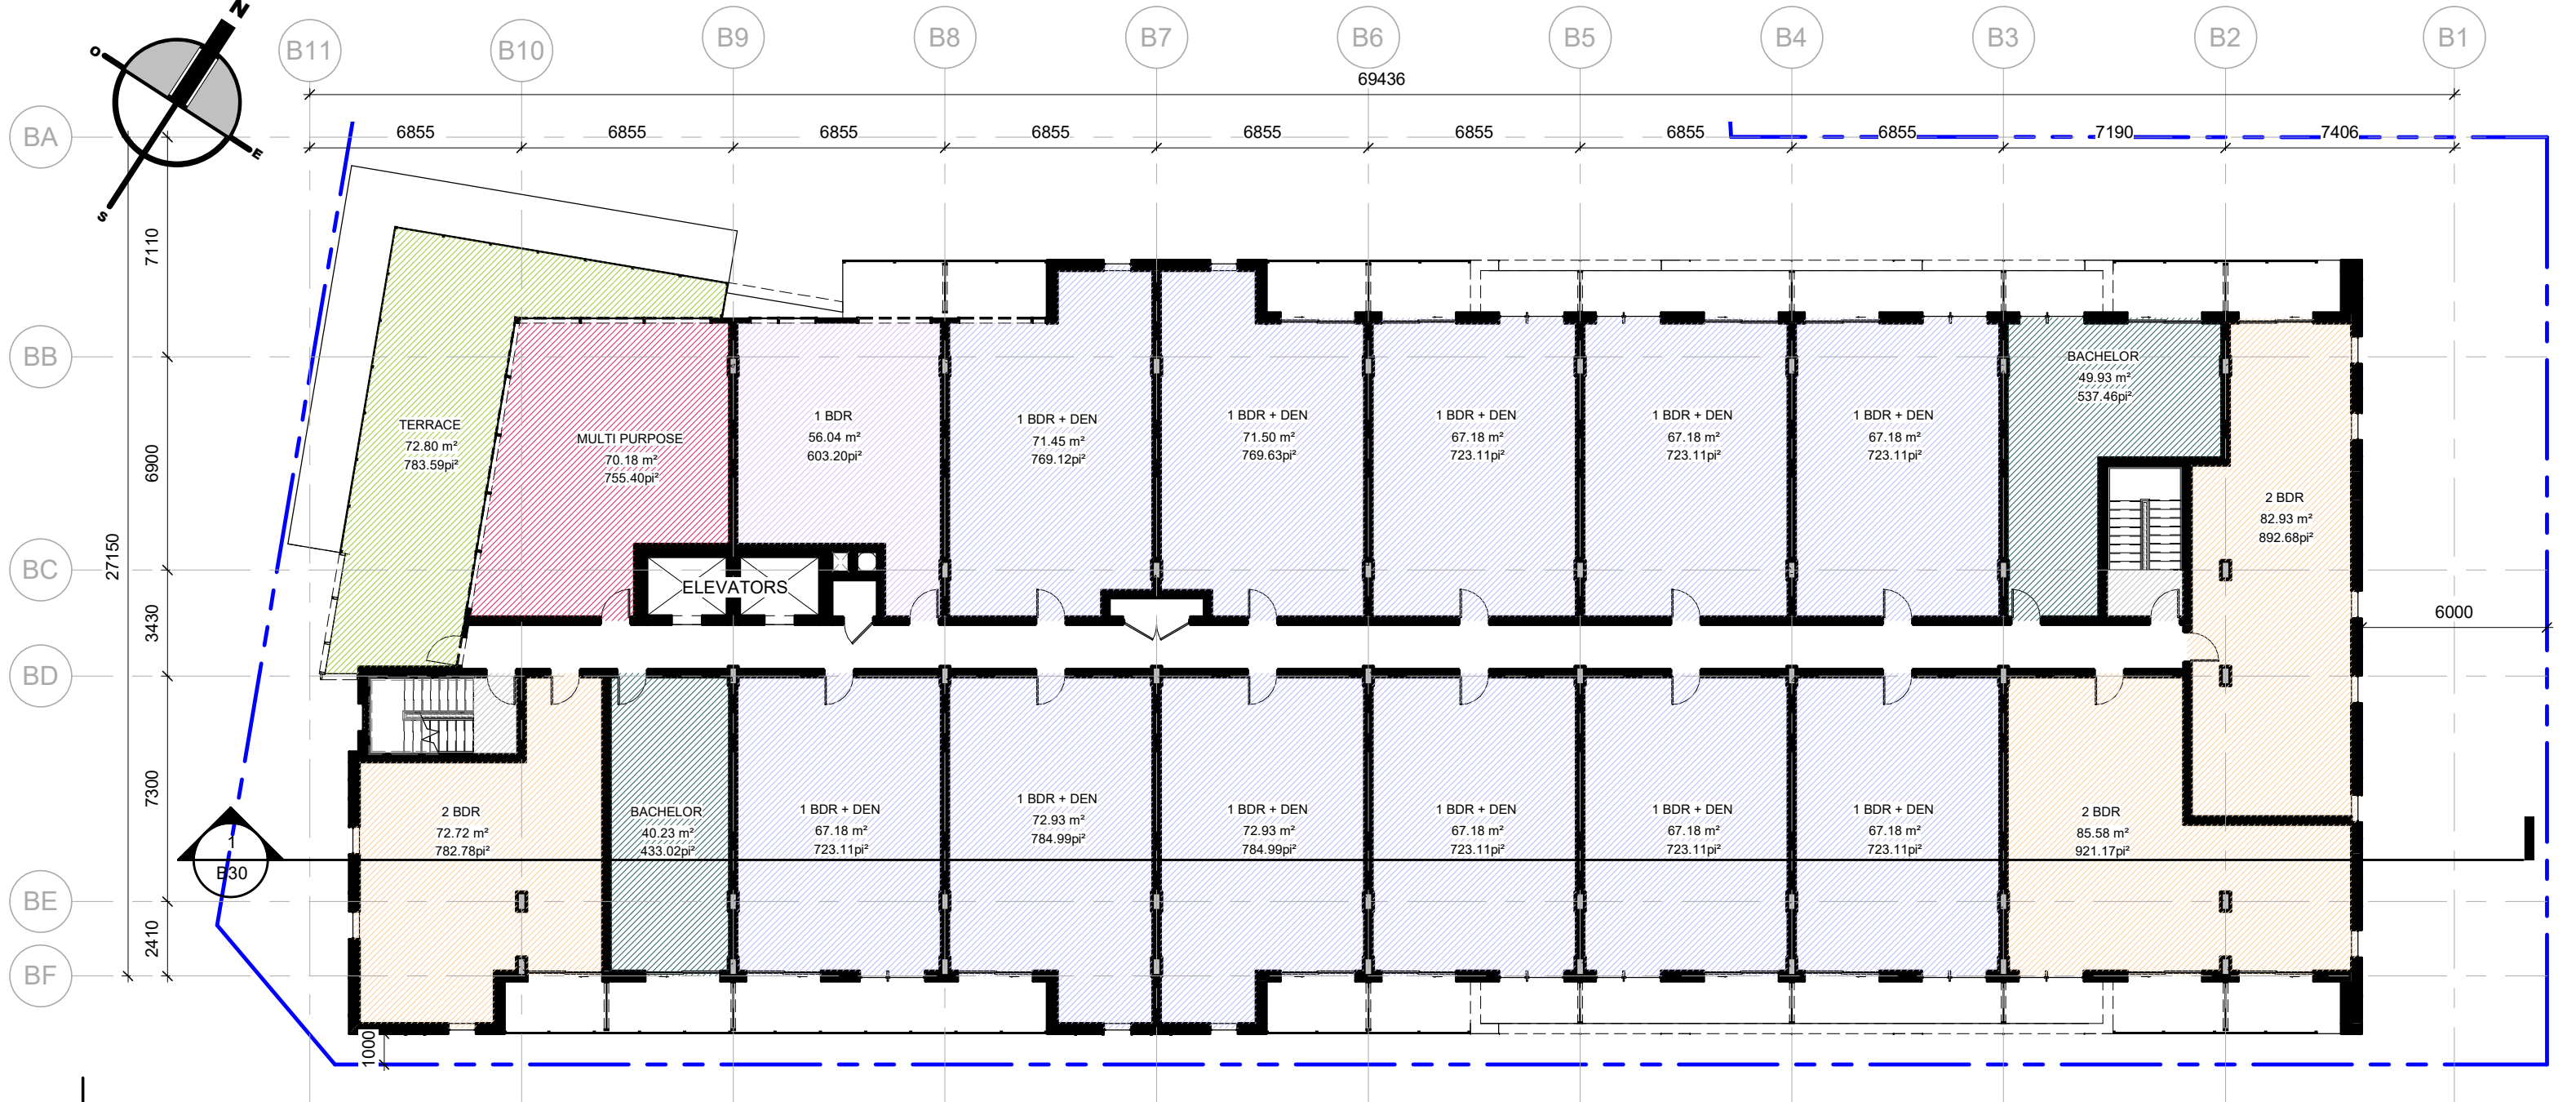 N
O
E
S
B11
B10
B9
B8
B7
B6
B5
B4
B3
B2
B1
69436
BA
6855
6855
6855
6855
6855
6855
6855
6855
7190
7406
7110
BB
BACHELOR
49.93 m²
537.46pi²
TERRACE
72.80 m²
783.59pi²
MULTI PURPOSE
70.18 m²
755.40pi²
1 BDR
56.04 m²
603.20pi²
1 BDR + DEN
71.45 m²
769.12pi²
1 BDR + DEN
71.50 m²
769.63pi²
1 BDR + DEN
67.18 m²
723.11pi²
1 BDR + DEN
67.18 m²
723.11pi²
1 BDR + DEN
67.18 m²
723.11pi²
2 BDR
82.93 m²
892.68pi²
6900
27150
BC
ELEVATORS
3430
6000
BD
7300
2 BDR
72.72 m²
782.78pi²
BACHELOR
40.23 m²
433.02pi²
1 BDR + DEN
67.18 m²
723.11pi²
1 BDR + DEN
72.93 m²
784.99pi²
1 BDR + DEN
72.93 m²
784.99pi²
1 BDR + DEN
67.18 m²
723.11pi²
1 BDR + DEN
67.18 m²
723.11pi²
1 BDR + DEN
67.18 m²
723.11pi²
2 BDR
85.58 m²
921.17pi²
1
B30
BE
2410
BF
1000